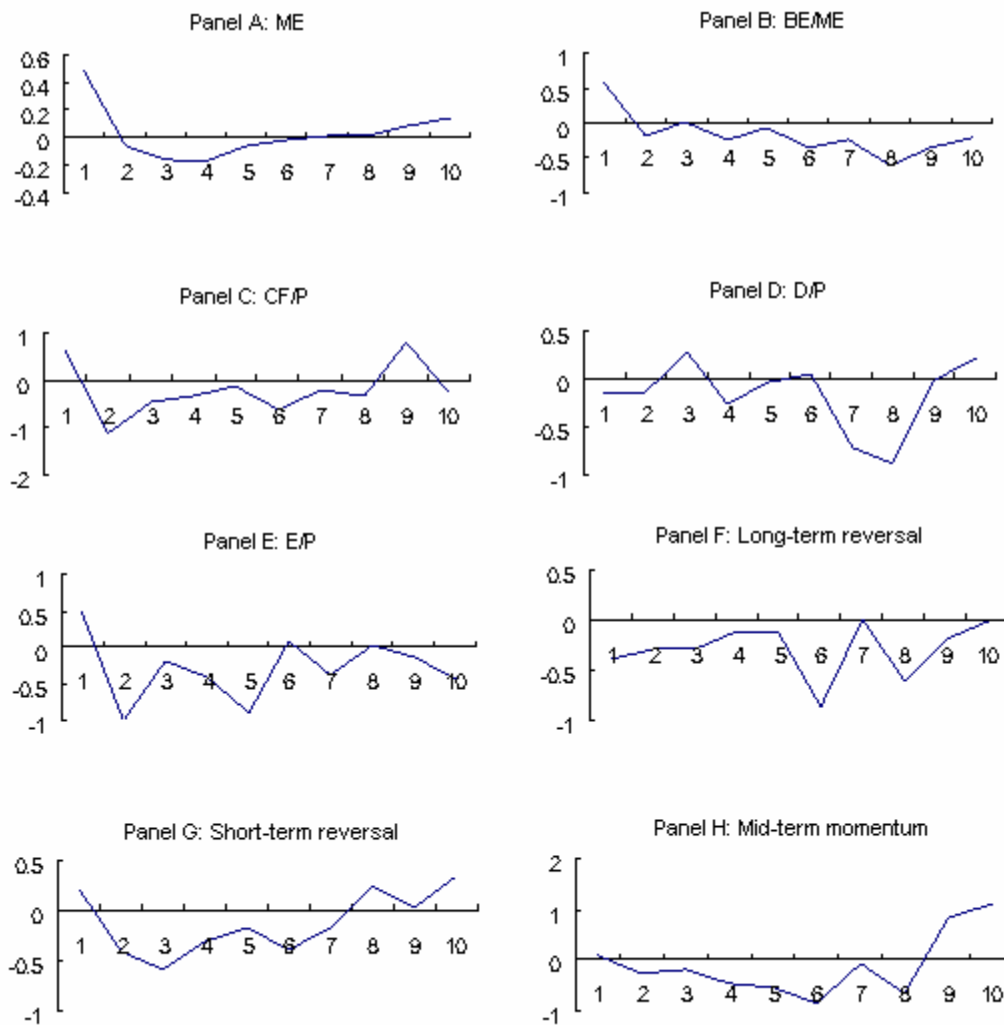 Panel A: ME
0.6
0.4
0.2
0
-0.2
-0.4
1 2 3 4 5 6 7 8 9 10
Panel B: BE/ME
1
0.5
0
-0.5
-1
1 2 3 4 5 6 7 8 9 10
Panel C: CF/P
1
0
-1
-2
1 2 3 4 5 6 7 8 9 10
Panel D: D/P
0.5
0
-0.5
-1
1 2 3 4 5 6 7 8 9 10
Panel E: E/P
1
0.5
0
-0.5
-1
1 2 3 4 5 6 7 8 9 10
Panel F: Long-term reversal
0.5
0
-0.5
-1
1 2 3 4 5 6 7 8 9 10
Panel G: Short-term reversal
0.5
0
-0.5
-1
1 2 3 4 5 6 7 8 9 10
Panel H: Mid-term momentum
2
1
0
-1
1 2 3 4 5 6 7 8 9 10